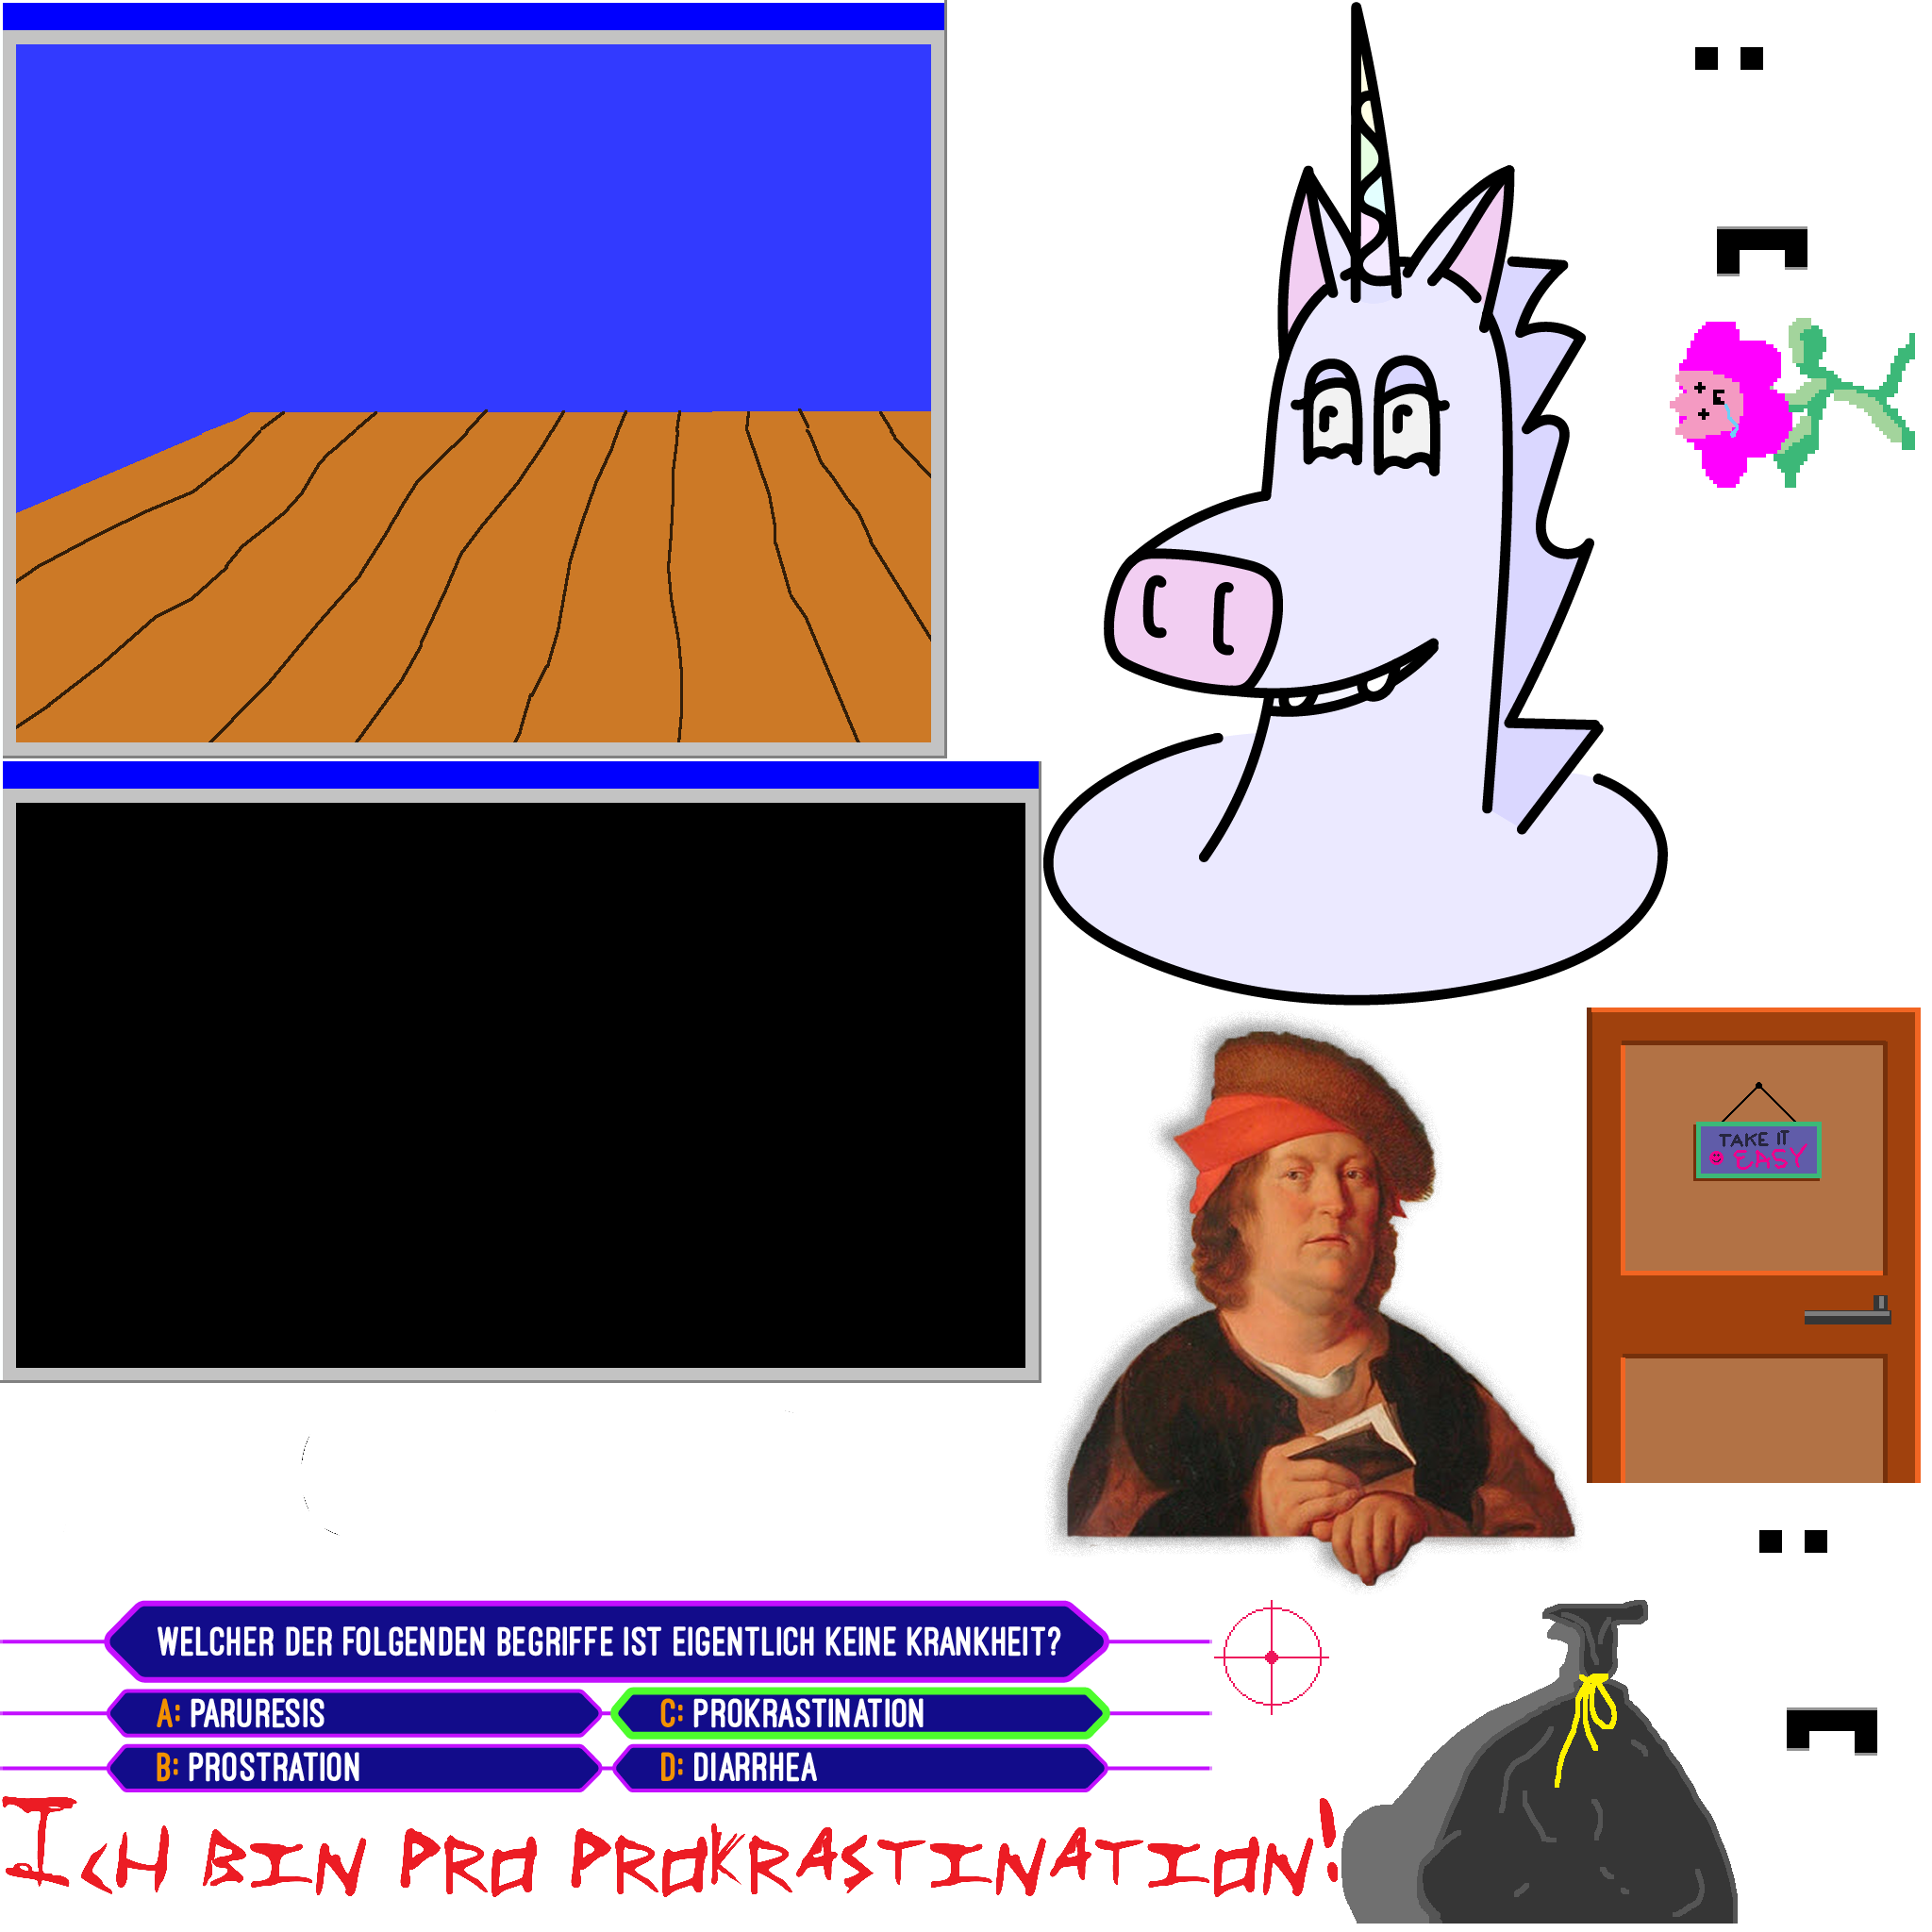 TAKE IT
EASY
WELCHER DER FOLGENDEN BEGRIFFE IST EIGENTLICH KEINE KRANKHEIT?
A: PARURESIS
C: PROKRASTINATION
B: PROSTRATION
D: DIARRHEA
ICH BIN PRO PROKRASTINATION!